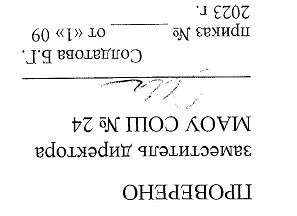 ПРОВЕРЕНО
заместитель директора
МАОУ СОШ № 24
Солдатова Б.Г.
приказ № ______ от «1» 09
2023 г.